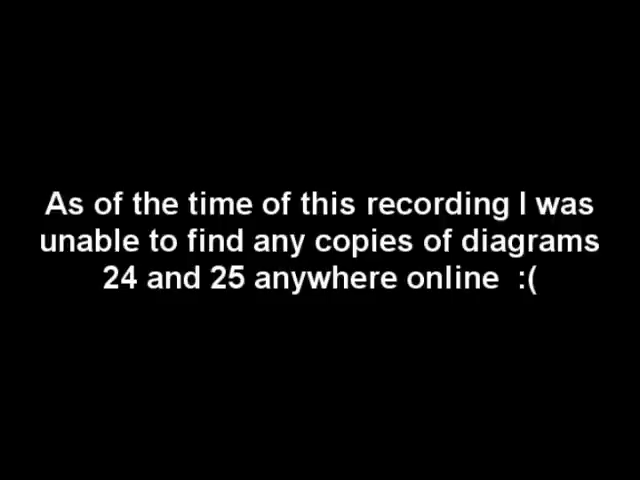 As of the time of this recording I was
unable to find any copies of diagrams
24 and 25 anywhere online  :(